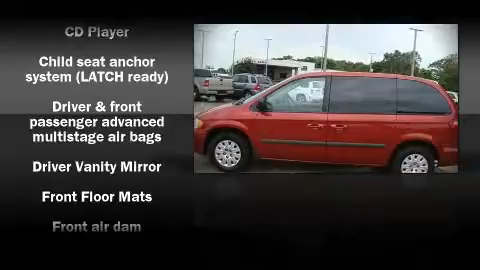 CD Player
Child seat anchor
system (LATCH ready)
Driver & front
passenger advanced
multistage air bags
Driver Vanity Mirror
Front Floor Mats
Front air dam